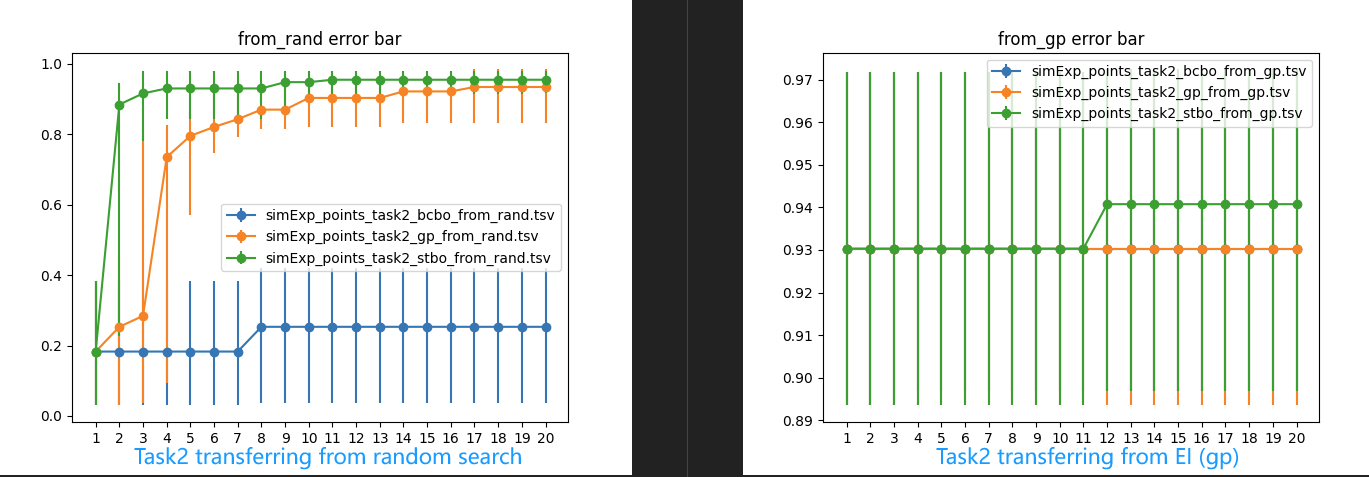 from_rand error bar
1.0
0.8
0.6
0.4
0.2
0.0
simExp_points_task2_bcbo_from_rand.tsv
simExp_points_task2_gp_from_rand.tsv
simExp_points_task2_stbo_from_rand.tsv
1 2 3 4 5 6 7 8 9 10 11 12 13 14 15 16 17 18 19 20
Task2 transferring from random search
from_gp error bar
0.97
0.96
0.95
0.94
0.93
0.92
0.91
0.90
0.89
simExp_points_task2_bcbo_from_gp.tsv
simExp_points_task2_gp_from_gp.tsv
simExp_points_task2_stbo_from_gp.tsv
1 2 3 4 5 6 7 8 9 10 11 12 13 14 15 16 17 18 19 20
Task2 transferring from EI (gp)